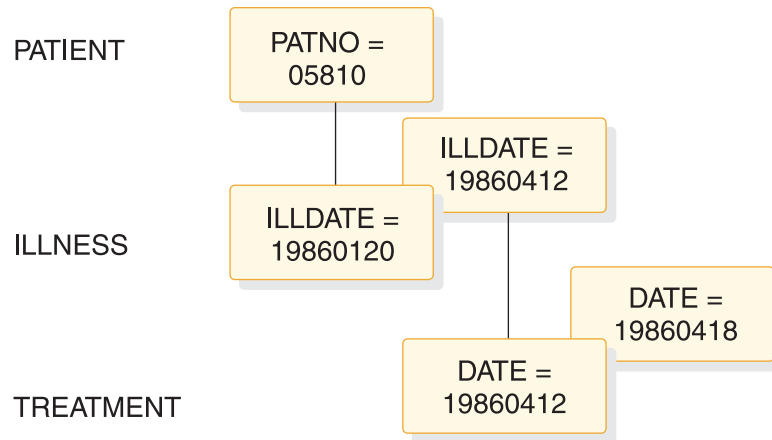 PATIENT
PATNO =
05810
ILLDATE =
19860412
ILLNESS
ILLDATE =
19860120
DATE =
19860418
TREATMENT
DATE =
19860412